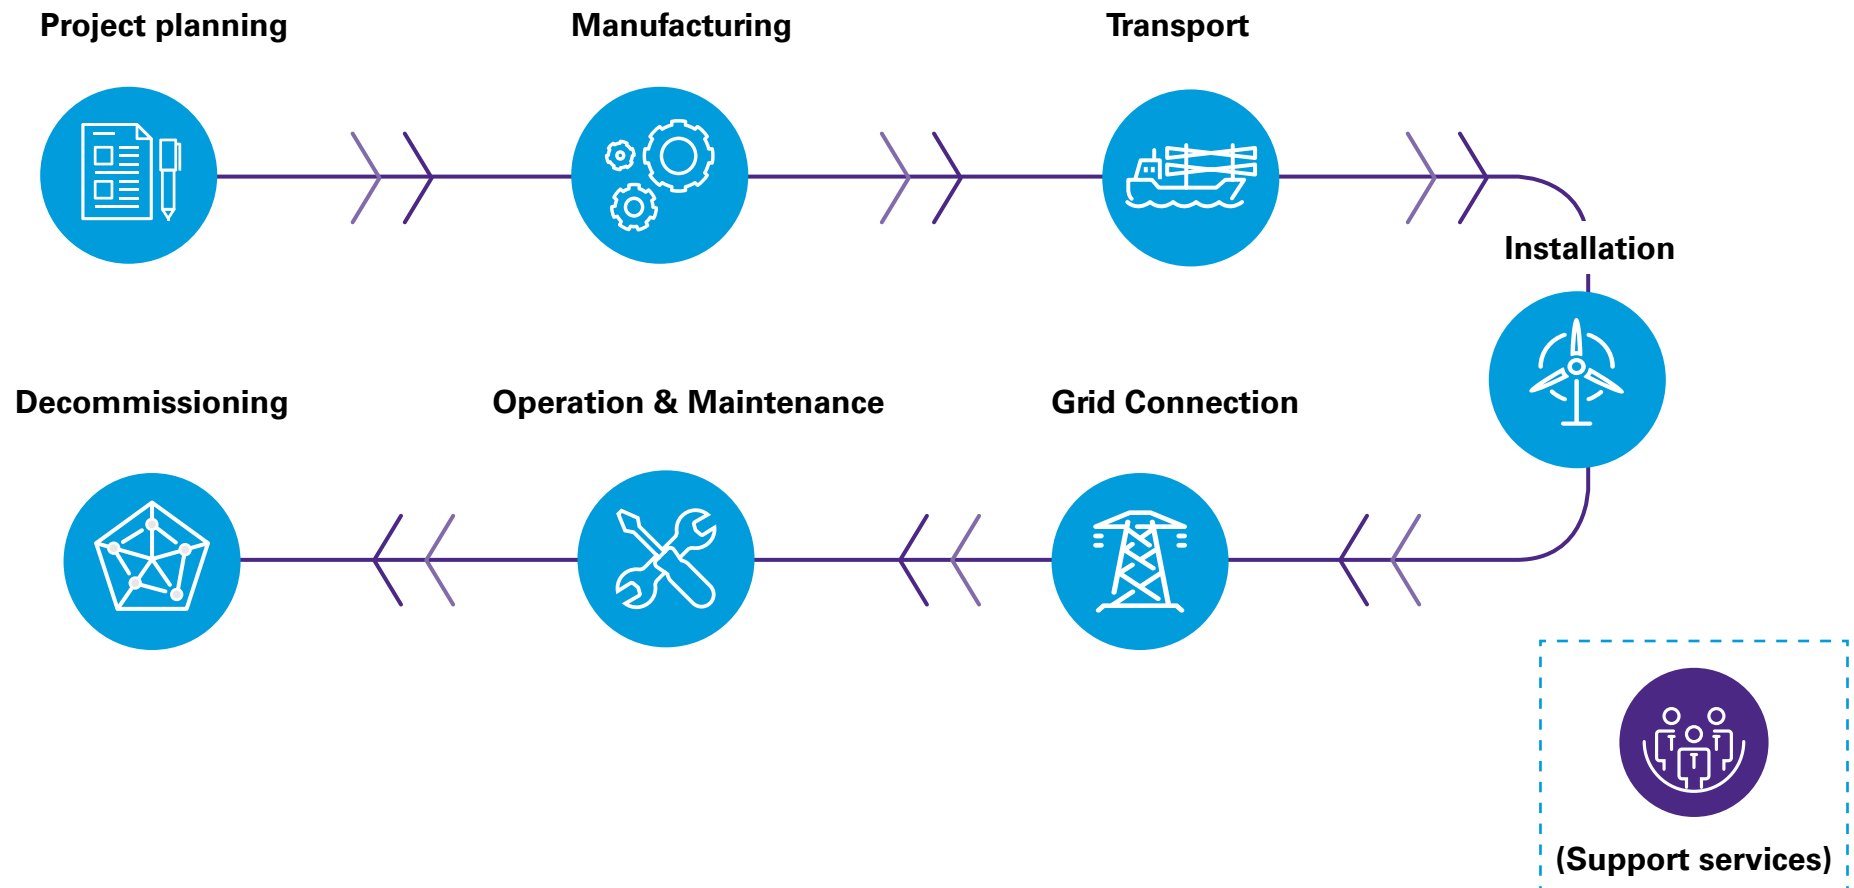 Project planning
Manufacturing
Transport
Installation
Decommissioning
Operation & Maintenance
Grid Connection
(Support services)